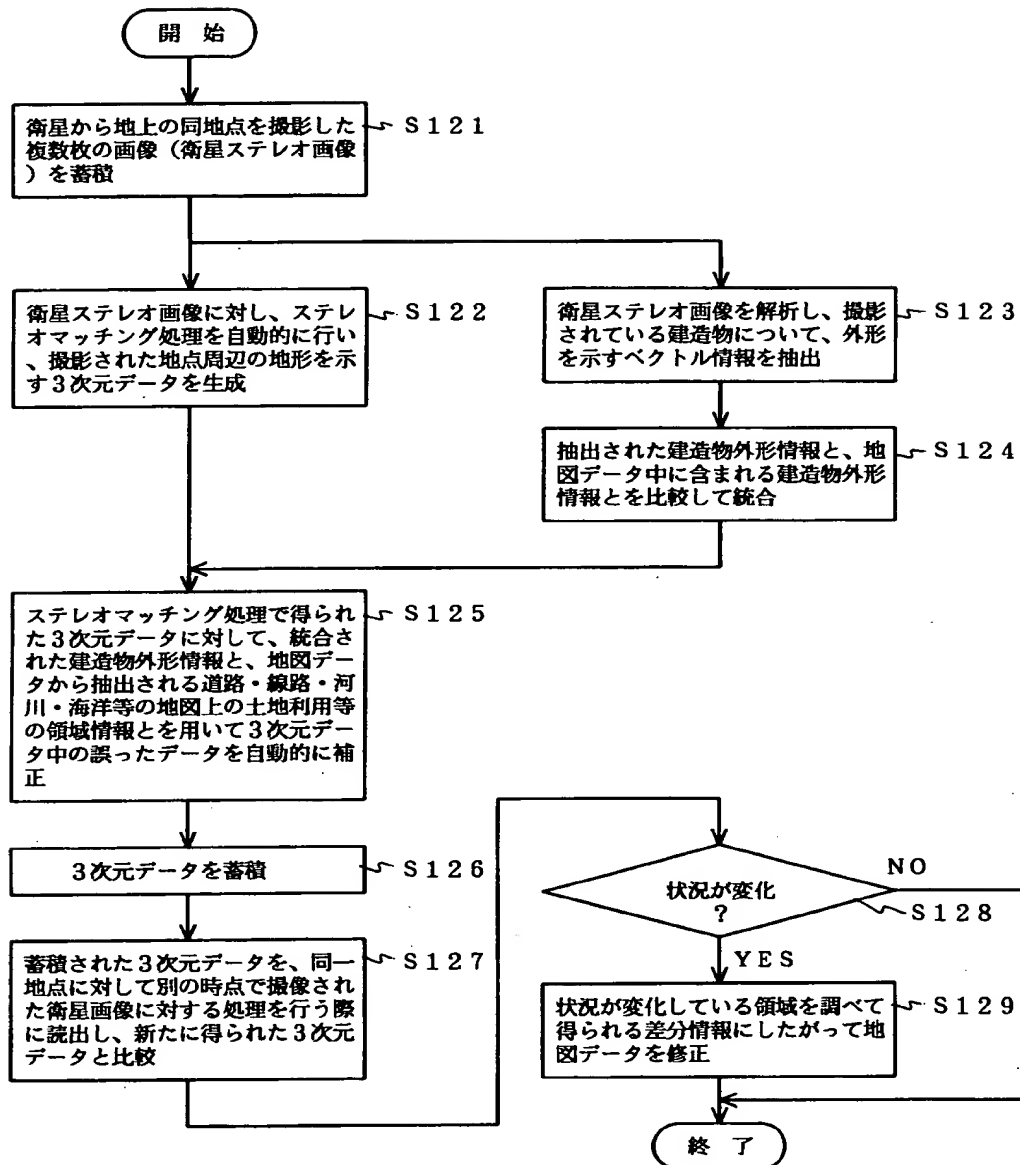 開 始
衛星から地上の同地点を撮影した
複数枚の画像（衛星ステレオ画像
）を蓄積
S121
衛星ステレオ画像に対し、ステレ
オマッチング処理を自動的に行い
、撮影された地点周辺の地形を示
す3次元データを生成
S122
衛星ステレオ画像を解析し、撮影
されている建造物について、外形
を示すベクトル情報を抽出
S123
抽出された建造物外形情報と、地
図データ中に含まれる建造物外形
情報とを比較して統合
S124
ステレオマッチング処理で得られ
た3次元データに対して、統合さ
れた建造物外形情報と、地図デー
タから抽出される道路・線路・河
川・海洋等の地図上の土地利用等
の領域情報とを用いて3次元デー
タ中の誤ったデータを自動的に補
正
S125
3次元データを蓄積
S126
蓄積された3次元データを、同一
地点に対して別の時点で撮像され
た衛星画像に対する処理を行う際
に読出し、新たに得られた3次元
データと比較
S127
状況が変化
？
NO
S128
YES
状況が変化している領域を調べて
得られる差分情報にしたがって地
図データを修正
S129
終 了